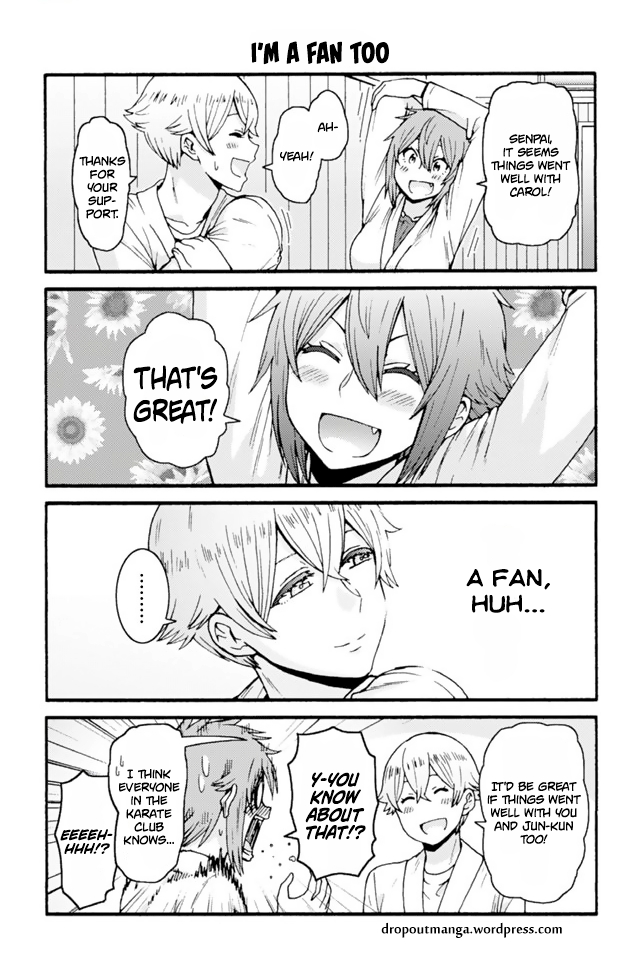 I'M A FAN TOO
SENPAI,
IT SEEMS
THINGS WENT
WELL WITH
CAROL!
AH-
YEAH!
THANKS
FOR
YOUR
SUP-
PORT.
THAT'S
GREAT!
A FAN,
HUH...
.........
IT'D BE GREAT
IF THINGS WENT
WELL WITH YOU
AND JUN-KUN
TOO!
Y-YOU
KNOW
ABOUT
THAT!?
I THINK
EVERYONE
IN THE
KARATE
CLUB
KNOWS...
EEEEH-
HHH!?
dropoutmanga.wordpress.com